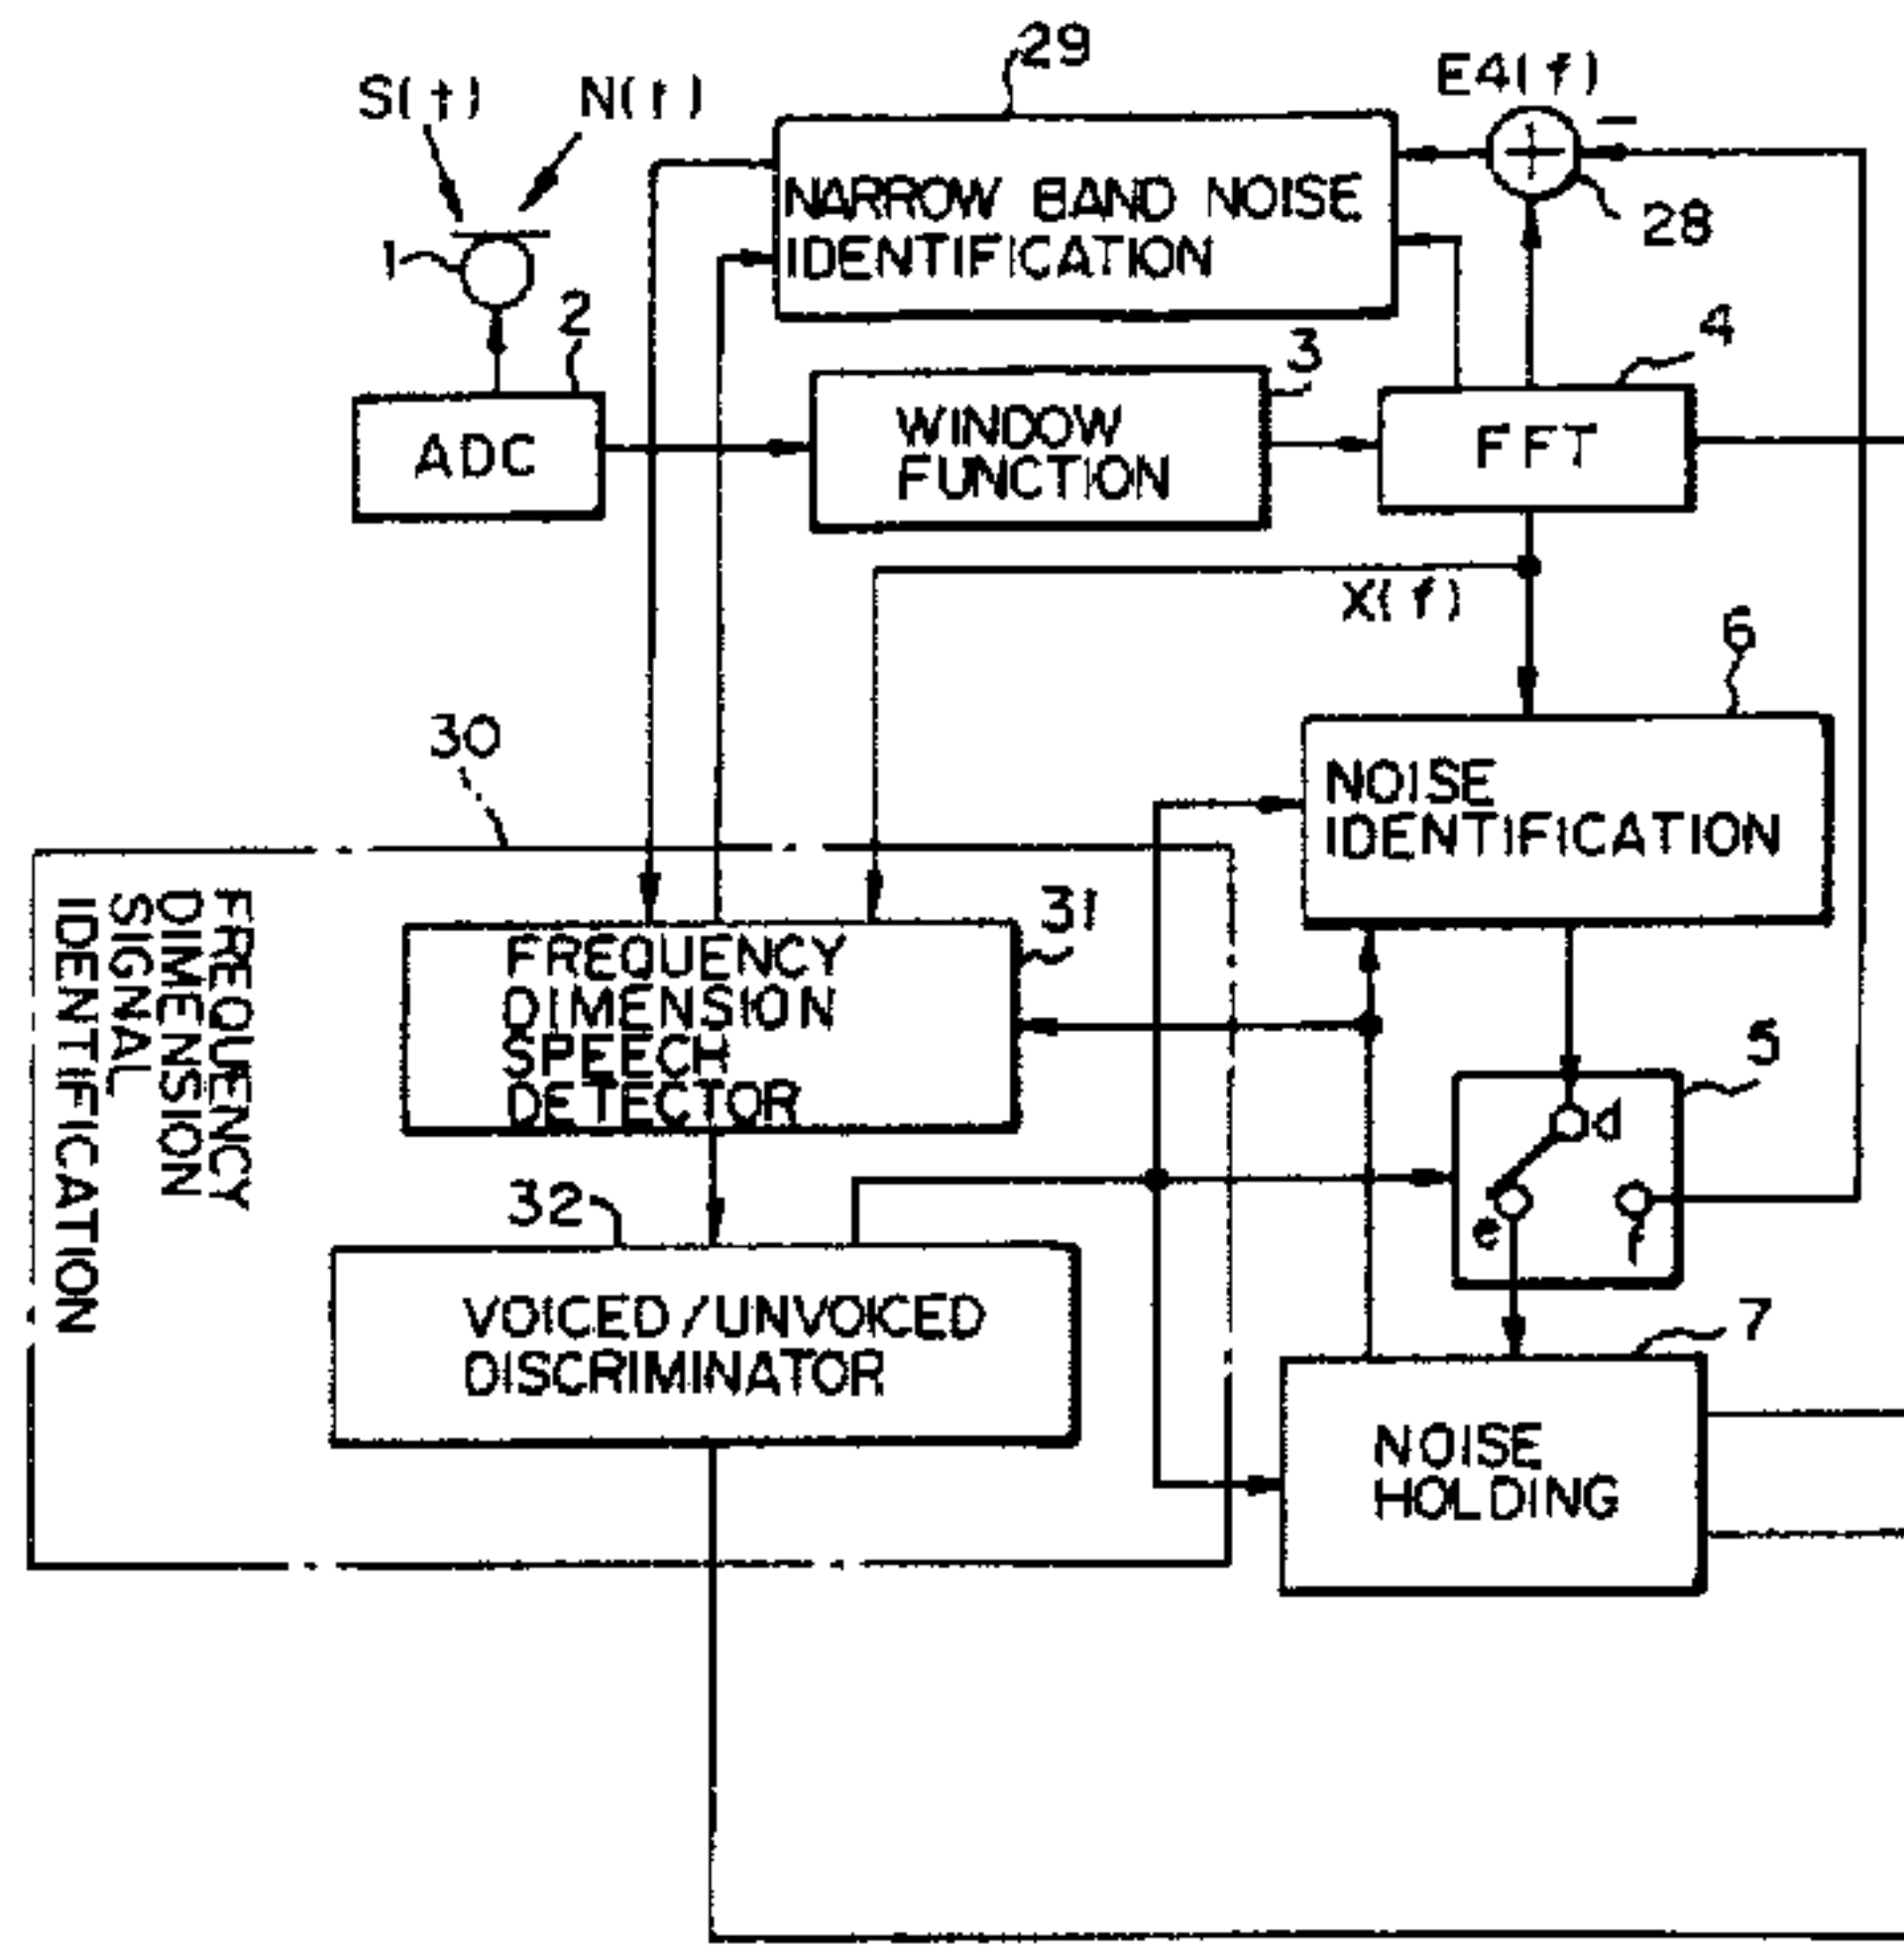 29
E4(f)
S(t)
N(t)
NARROW BAND NOISE
IDENTIFICATION
−
28
1
2
3
4
ADC
WINDOW
FUNCTION
FFT
X(f)
6
30
NOISE
IDENTIFICATION
FREQUENCY
DIMENSION
SIGNAL
IDENTIFICATION
31
FREQUENCY
DIMENSION
SPEECH
DETECTOR
5
d
e
f
32
VOICED/UNVOICED
DISCRIMINATOR
7
NOISE
HOLDING